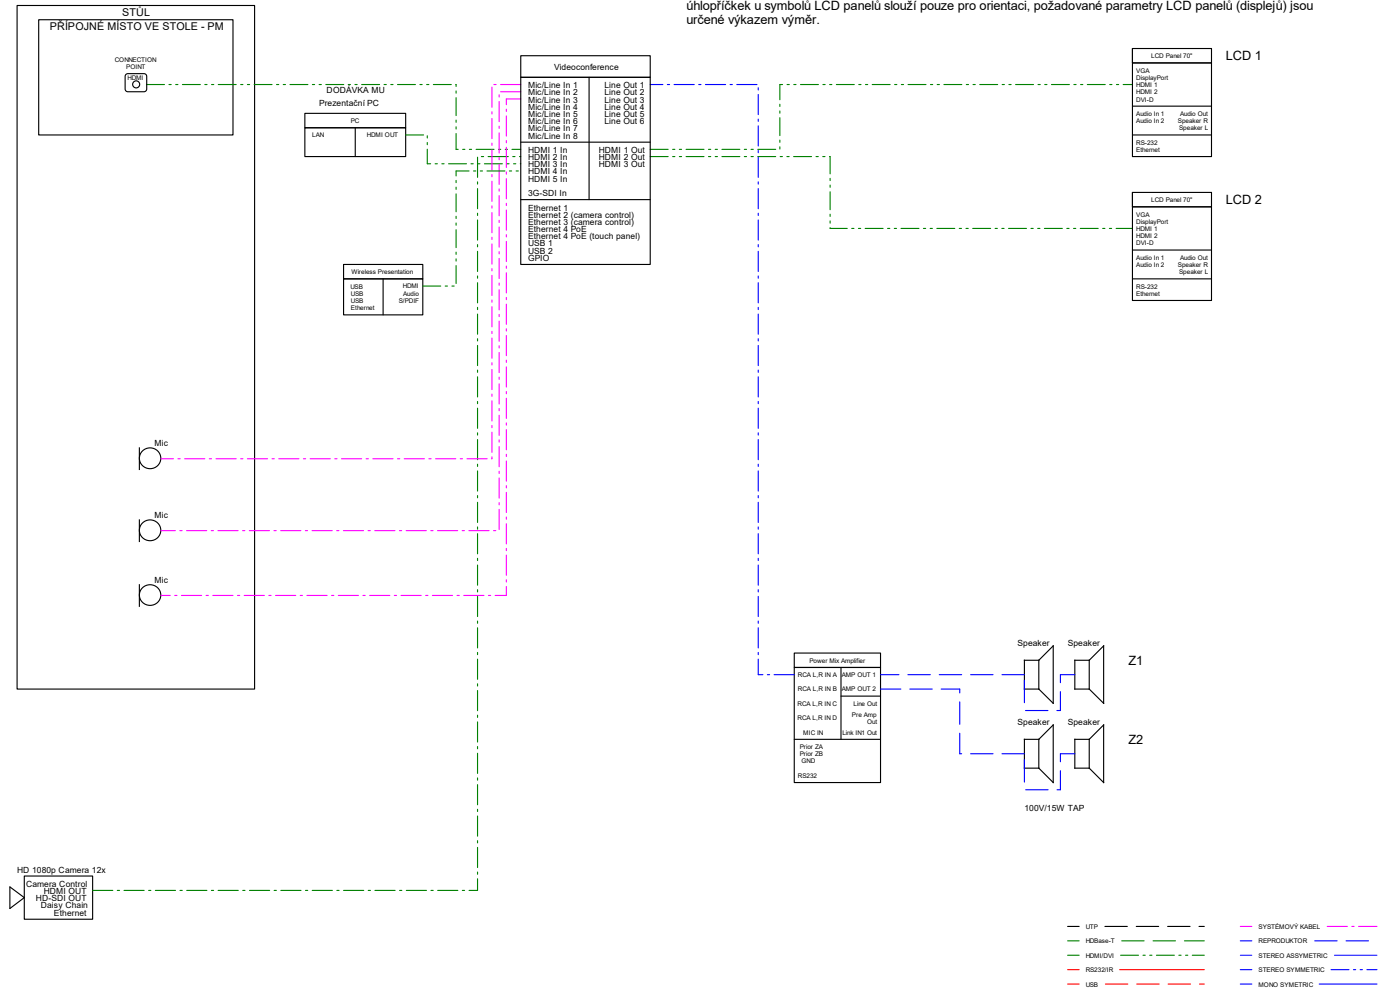 úhlopříčkek u symbolů LCD panelů slouží pouze pro orientaci, požadované parametry LCD panelů (displejů) jsou
určené výkazem výměr.
STŮL
PŘÍPOJNÉ MÍSTO VE STOLE - PM
CONNECTION
POINT
HDMI
DODÁVKA MU
Prezentační PC
PC
LAN
HDMI OUT
Wireless Presentation
USB
USB
USB
Ethernet
HDMI
Audio
S/PDIF
Videoconference
Mic/Line In 1
Mic/Line In 2
Mic/Line In 3
Mic/Line In 4
Mic/Line In 5
Mic/Line In 6
Mic/Line In 7
Mic/Line In 8
Line Out 1
Line Out 2
Line Out 3
Line Out 4
Line Out 5
Line Out 6
HDMI 1 In
HDMI 2 In
HDMI 3 In
HDMI 4 In
HDMI 5 In
3G-SDI In
HDMI 1 Out
HDMI 2 Out
HDMI 3 Out
Ethernet 1
Ethernet 2 (camera control)
Ethernet 3 (camera control)
Ethernet 4 PoE
Ethernet 4 PoE (touch panel)
USB 1
USB 2
GPIO
LCD Panel 70"
LCD 1
VGA
DisplayPort
HDMI 1
HDMI 2
DVI-D
Audio In 1
Audio In 2
Audio Out
Speaker R
Speaker L
RS-232
Ethernet
LCD Panel 70"
LCD 2
VGA
DisplayPort
HDMI 1
HDMI 2
DVI-D
Audio In 1
Audio In 2
Audio Out
Speaker R
Speaker L
RS-232
Ethernet
Mic
Mic
Mic
Power Mix Amplifier
RCA L,R IN A
RCA L,R IN B
RCA L,R IN C
RCA L,R IN D
MIC IN
AMP OUT 1
AMP OUT 2
Line Out
Pre Amp
Out
Link IN1 Out
Prior ZA
Prior ZB
GND
RS232
Speaker
Speaker
Z1
Speaker
Speaker
Z2
100V/15W TAP
HD 1080p Camera 12x
Camera Control
HDMI OUT
HD-SDI OUT
Daisy Chain
Ethernet
UTP
HDBase-T
HDMI/DVI
RS232/IR
USB
SYSTÉMOVÝ KABEL
REPRODUKTOR
STEREO ASSYMETRIC
STEREO SYMMETRIC
MONO SYMETRIC